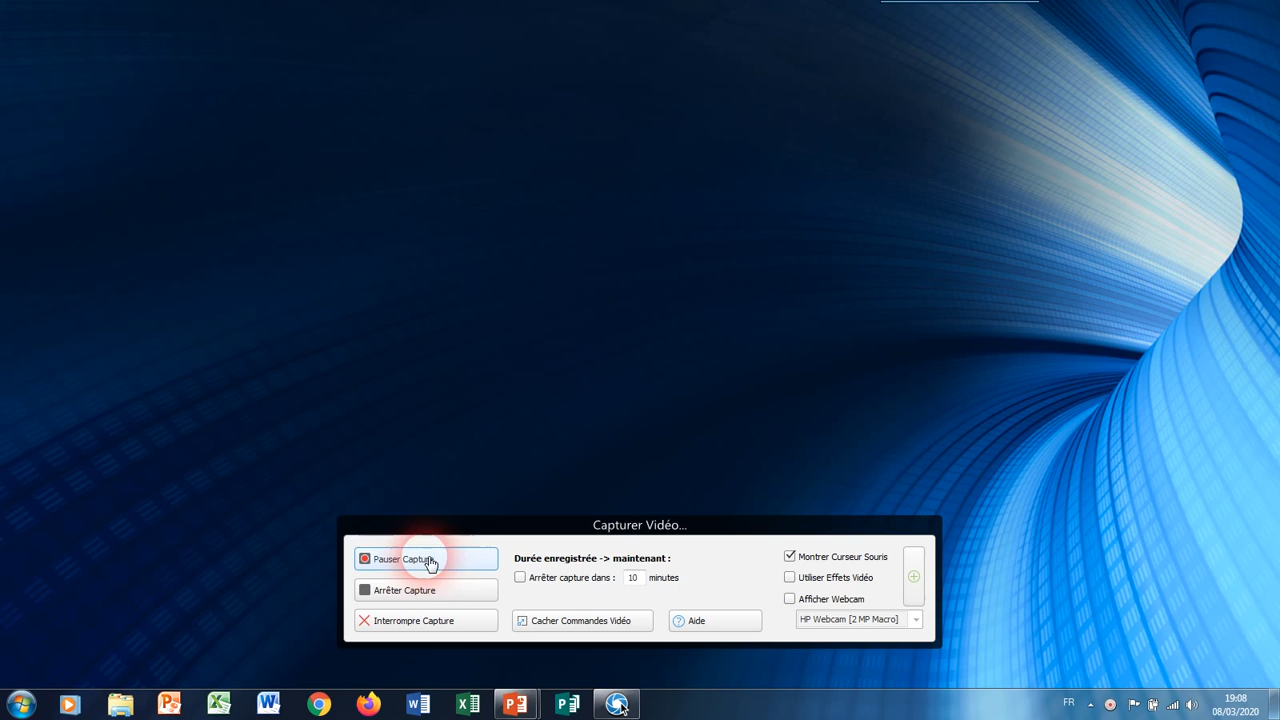 Capturer Vidéo...
Pauser Capture
Durée enregistrée -> maintenant :
Montrer Curseur Souris
Arrêter capture dans : 10 minutes
Utiliser Effets Vidéo
Arrêter Capture
Afficher Webcam
Interrompre Capture
Cacher Commandes Vidéo
Aide
HP Webcam [2 MP Macro]
FR
19:08
08/03/2020